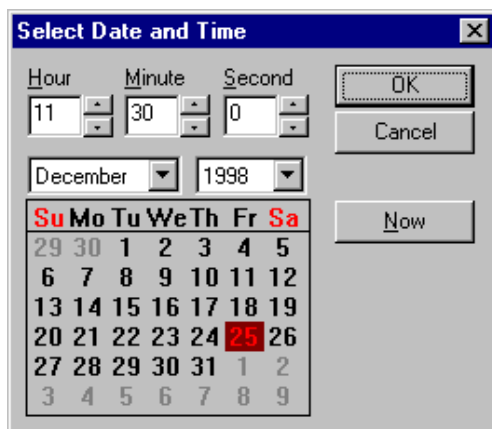 Select Date and Time
Hour Minute Second
11 30 0
OK
Cancel
December 1998
Now
Su Mo Tu We Th Fr Sa
29 30 1 2 3 4 5
6 7 8 9 10 11 12
13 14 15 16 17 18 19
20 21 22 23 24 25 26
27 28 29 30 31 1 2
3 4 5 6 7 8 9